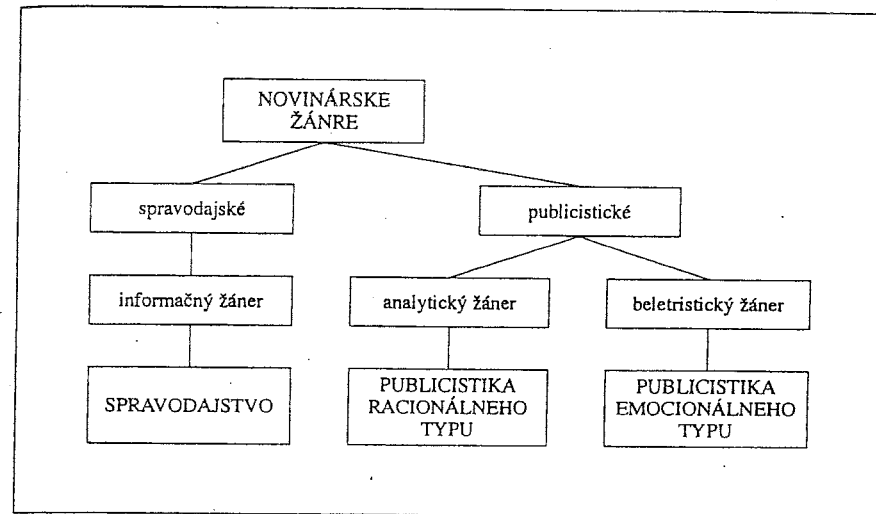 NOVINÁRSKE
ŽÁNRE
spravodajské
publicistické
informačný žáner
analytický žáner
beletristický žáner
SPRAVODAJSTVO
PUBLICISTIKA
RACIONÁLNEHO
TYPU
PUBLICISTIKA
EMOCIONÁLNEHO
TYPU